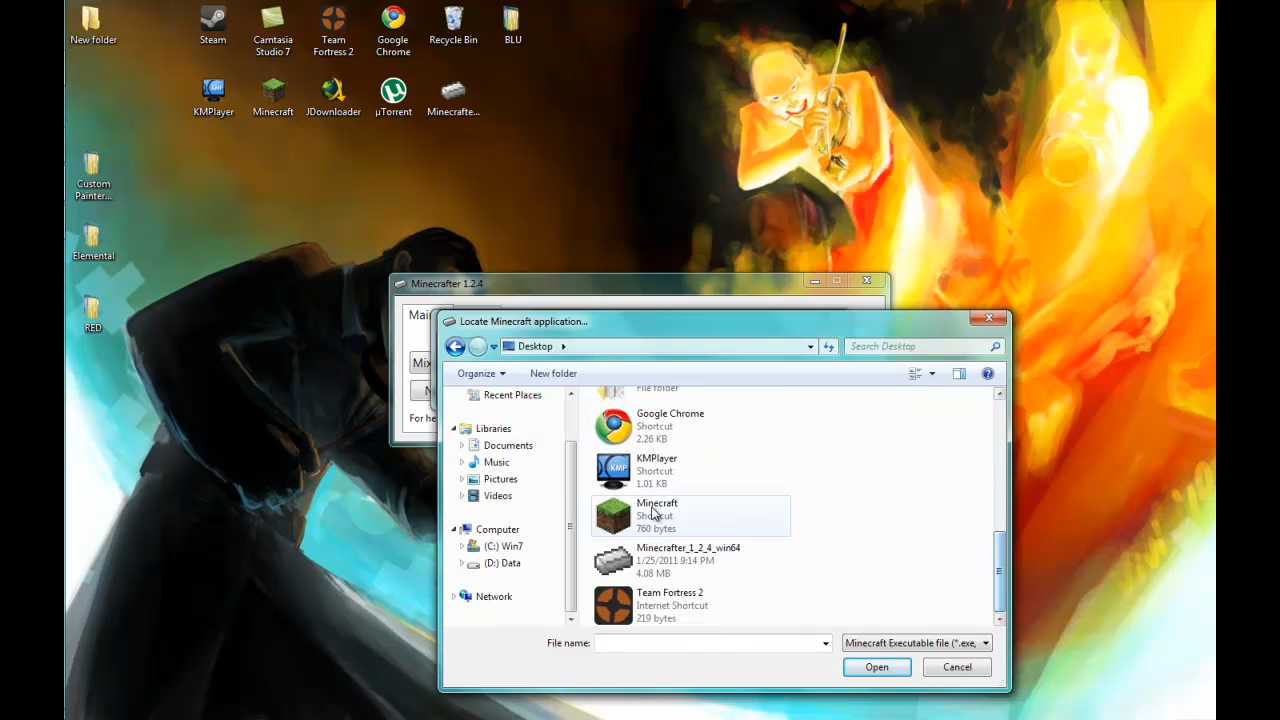 New folder
Steam
Camtasia
Studio 7
Team
Fortress 2
Google
Chrome
Recycle Bin
BLU
KMPlayer
Minecraft
JDownloader
µTorrent
Minecrafte...
Custom
Painter...
Elemental
RED
Minecrafter 1.2.4
Mai
Mix
N
For he
Locate Minecraft application...
Desktop
Search Desktop
Organize
New folder
Recent Places
Libraries
Documents
Music
Pictures
Videos
Computer
(C:) Win7
(D:) Data
Network
File folder
Google Chrome
Shortcut
2.26 KB
KMPlayer
Shortcut
1.01 KB
Minecraft
Shortcut
760 bytes
Minecrafter_1_2_4_win64
1/25/2011 9:14 PM
4.08 MB
Team Fortress 2
Internet Shortcut
219 bytes
File name:
Minecraft Executable file (*.exe,
Open
Cancel